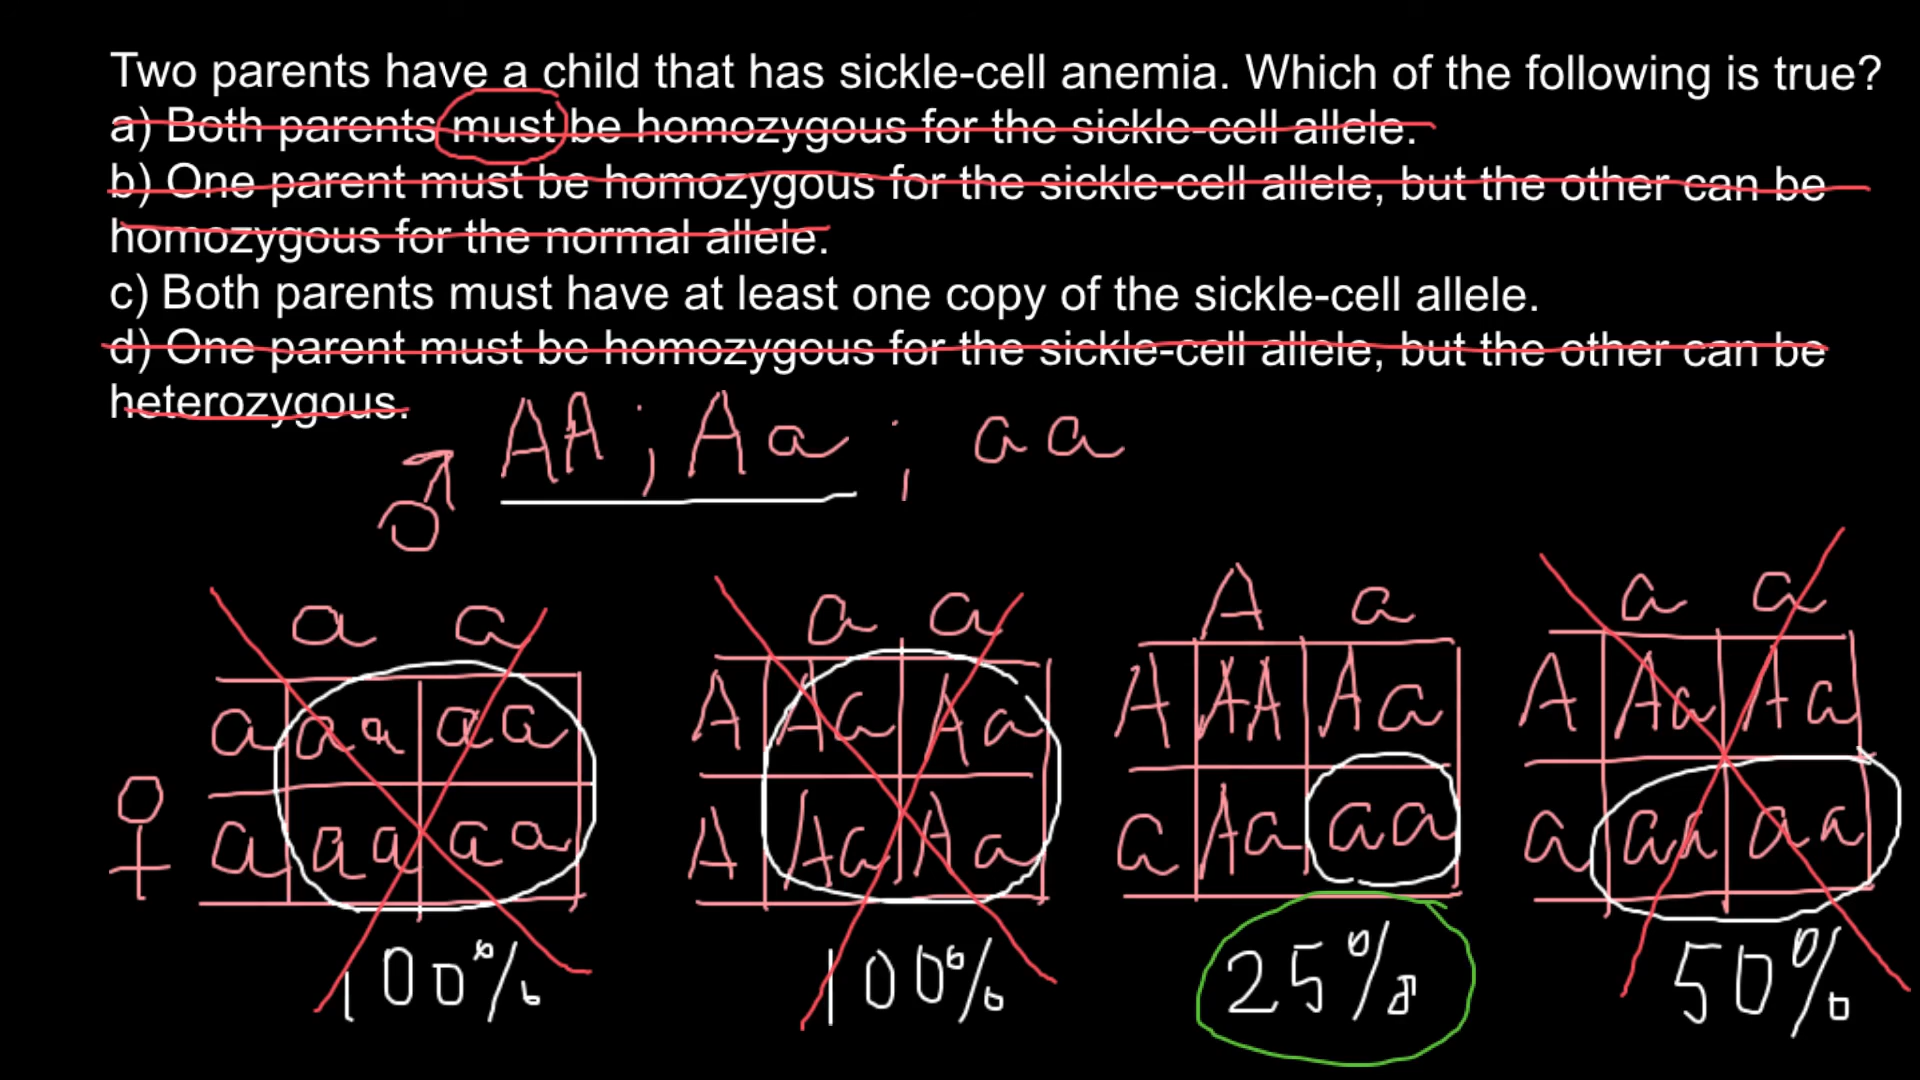 Two parents have a child that has sickle-cell anemia. Which of the following is true?
a) Both parents must be homozygous for the sickle-cell allele.
b) One parent must be homozygous for the sickle-cell allele, but the other can be
homozygous for the normal allele.
c) Both parents must have at least one copy of the sickle-cell allele.
d) One parent must be homozygous for the sickle-cell allele, but the other can be
heterozygous.
♂ AA ; Aa ; aa
a a a a A a a a
a aa aa A Aa Aa A AA Aa A Aa Aa
♀ a aa aa A Aa Aa a Aa aa a aa aa
100% 100% 25% 50%